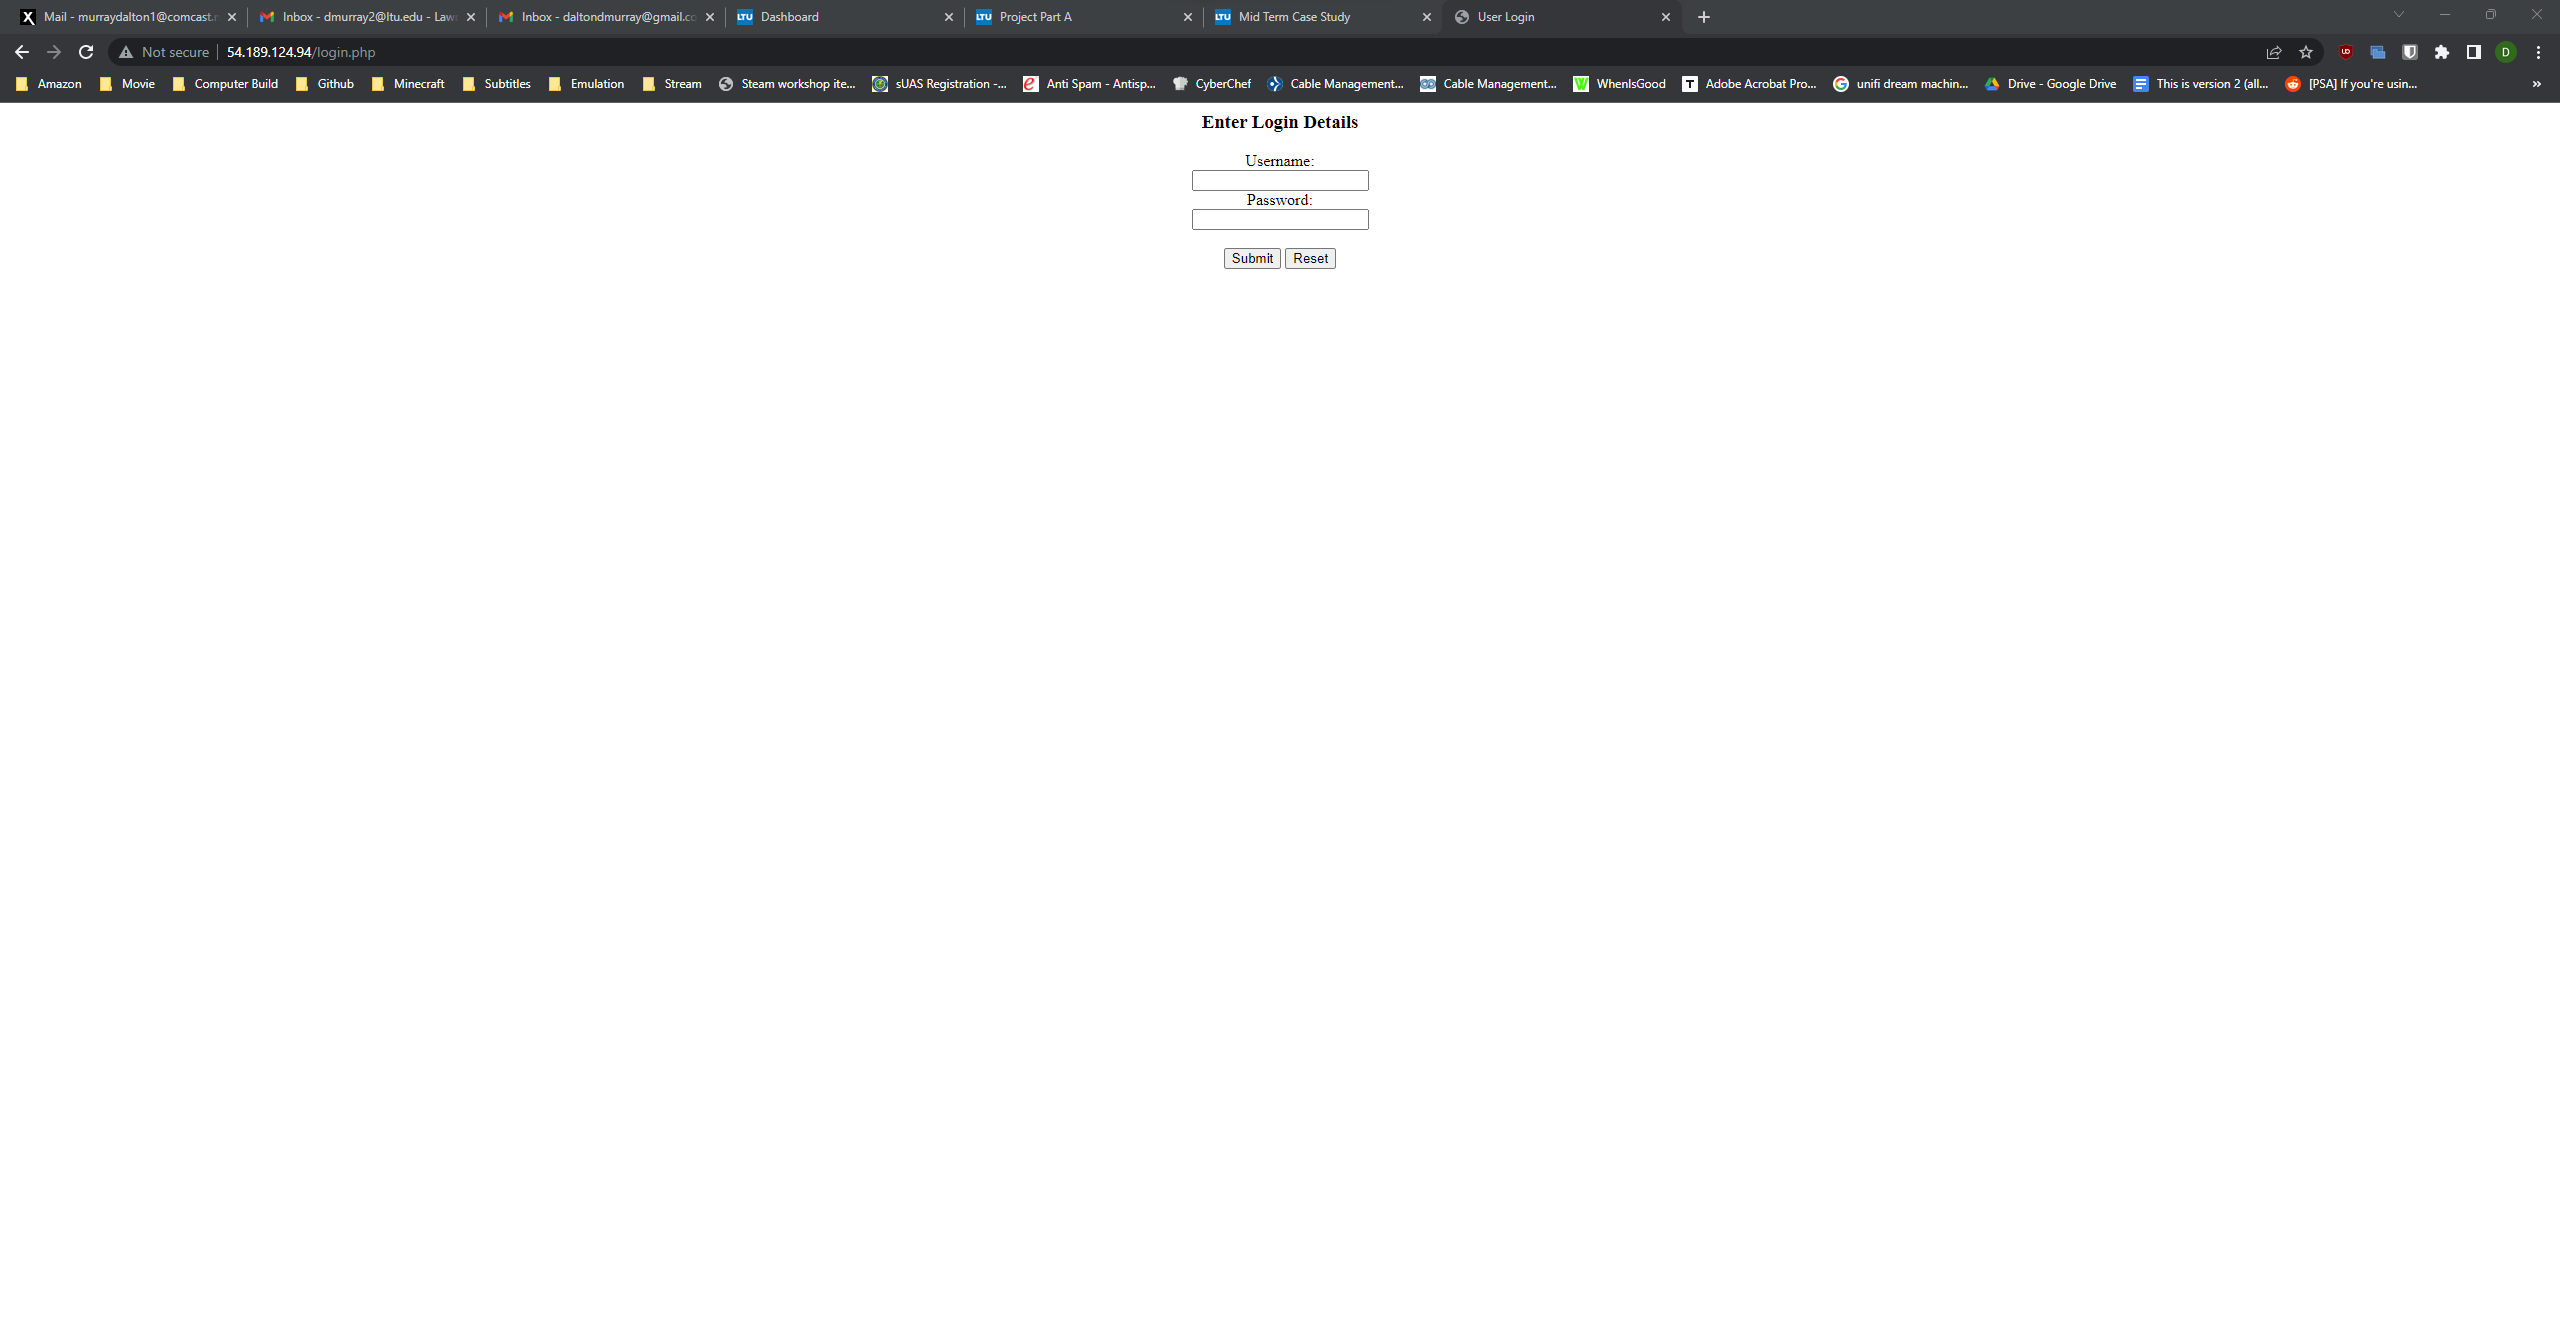 Mail - murraydalton1@comcast.n
Inbox - dmurray2@ltu.edu - Law
Inbox - daltondmurray@gmail.co
LTU Dashboard
LTU Project Part A
LTU Mid Term Case Study
User Login
Not secure 54.189.124.94/login.php
D
Amazon Movie Computer Build Github Minecraft Subtitles Emulation Stream Steam workshop ite... sUAS Registration -... Anti Spam - Antisp... CyberChef Cable Management... Cable Management... WhenIsGood Adobe Acrobat Pro... unifi dream machin... Drive - Google Drive This is version 2 (all... [PSA] If you're usin... »
Enter Login Details
Username:
Password:
Submit Reset